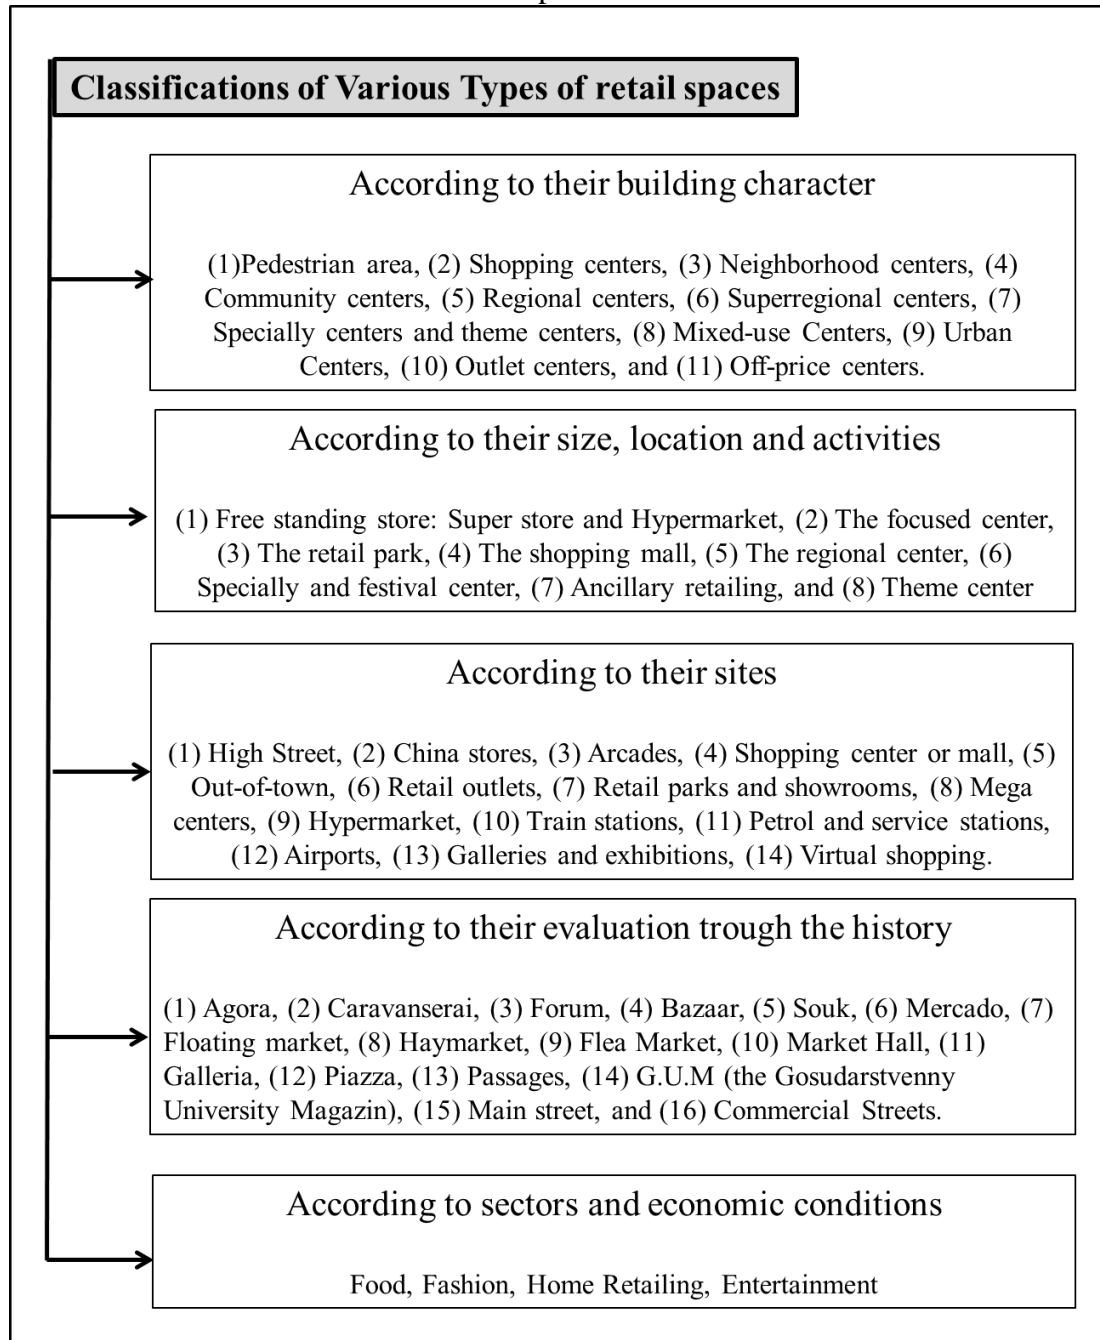 Classifications of Various Types of retail spaces
According to their building character
(1)Pedestrian area, (2) Shopping centers, (3) Neighborhood centers, (4)
Community centers, (5) Regional centers, (6) Superregional centers, (7)
Specially centers and theme centers, (8) Mixed-use Centers, (9) Urban
Centers, (10) Outlet centers, and (11) Off-price centers.
According to their size, location and activities
(1) Free standing store: Super store and Hypermarket, (2) The focused center,
(3) The retail park, (4) The shopping mall, (5) The regional center, (6)
Specially and festival center, (7) Ancillary retailing, and (8) Theme center
According to their sites
(1) High Street, (2) China stores, (3) Arcades, (4) Shopping center or mall, (5)
Out-of-town, (6) Retail outlets, (7) Retail parks and showrooms, (8) Mega
centers, (9) Hypermarket, (10) Train stations, (11) Petrol and service stations,
(12) Airports, (13) Galleries and exhibitions, (14) Virtual shopping.
According to their evaluation trough the history
(1) Agora, (2) Caravanserai, (3) Forum, (4) Bazaar, (5) Souk, (6) Mercado, (7)
Floating market, (8) Haymarket, (9) Flea Market, (10) Market Hall, (11)
Galleria, (12) Piazza, (13) Passages, (14) G.U.M (the Gosudarstvenny
University Magazin), (15) Main street, and (16) Commercial Streets.
According to sectors and economic conditions
Food, Fashion, Home Retailing, Entertainment